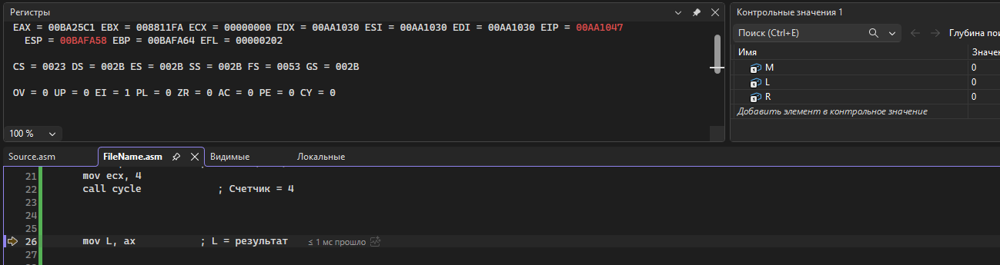 Регистры
EAX = 00BA25C1 EBX = 008811FA ECX = 00000000 EDX = 00AA1030 ESI = 00AA1030 EDI = 00AA1030 EIP = 00AA1047
ESP = 00BAFA58 EBP = 00BAFA64 EFL = 00000202
CS = 0023 DS = 002B ES = 002B SS = 002B FS = 0053 GS = 002B
OV = 0 UP = 0 EI = 1 PL = 0 ZR = 0 AC = 0 PE = 0 CY = 0
100 %
Контрольные значения 1
Поиск (Ctrl+E) Глубина пои
Имя Значен
M 0
L 0
R 0
Добавить элемент в контрольное значение
Source.asm FileName.asm Видимые Локальные
21 mov ecx, 4
22 call cycle ; Счетчик = 4
23
24
25
26 mov L, ax ; L = результат ≤ 1 мс прошло
27